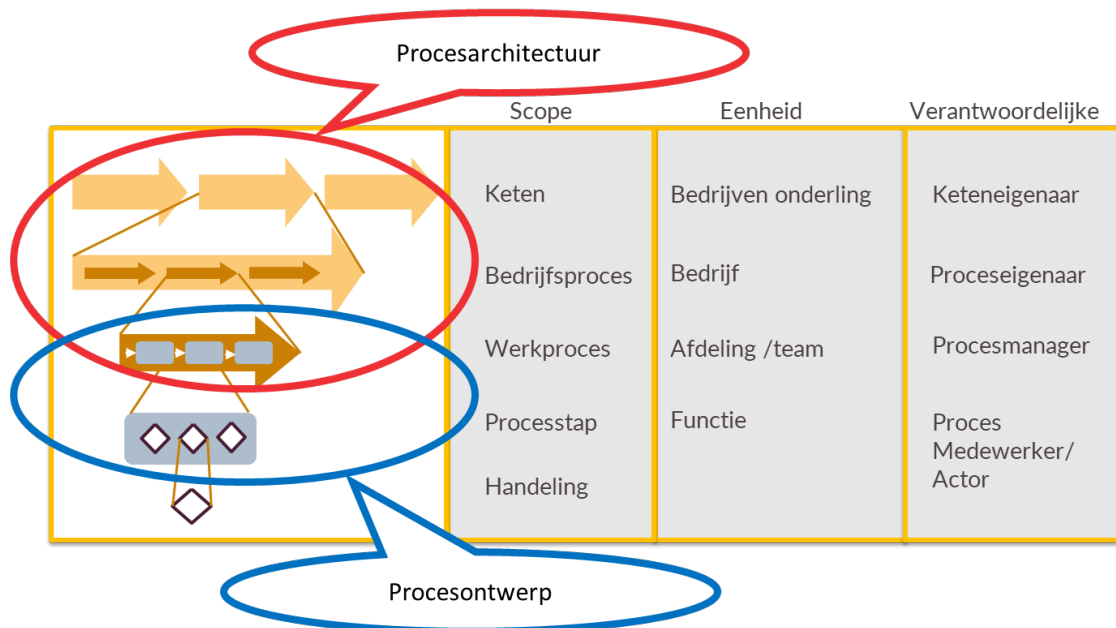 Procesarchitectuur
Scope Eenheid Verantwoordelijke
Keten Bedrijven onderling Keteneigenaar
Bedrijfsproces Bedrijf Proceseigenaar
Werkproces Afdeling /team Procesmanager
Processtap Functie Proces
Medewerker/
Actor
Handeling
Procesontwerp